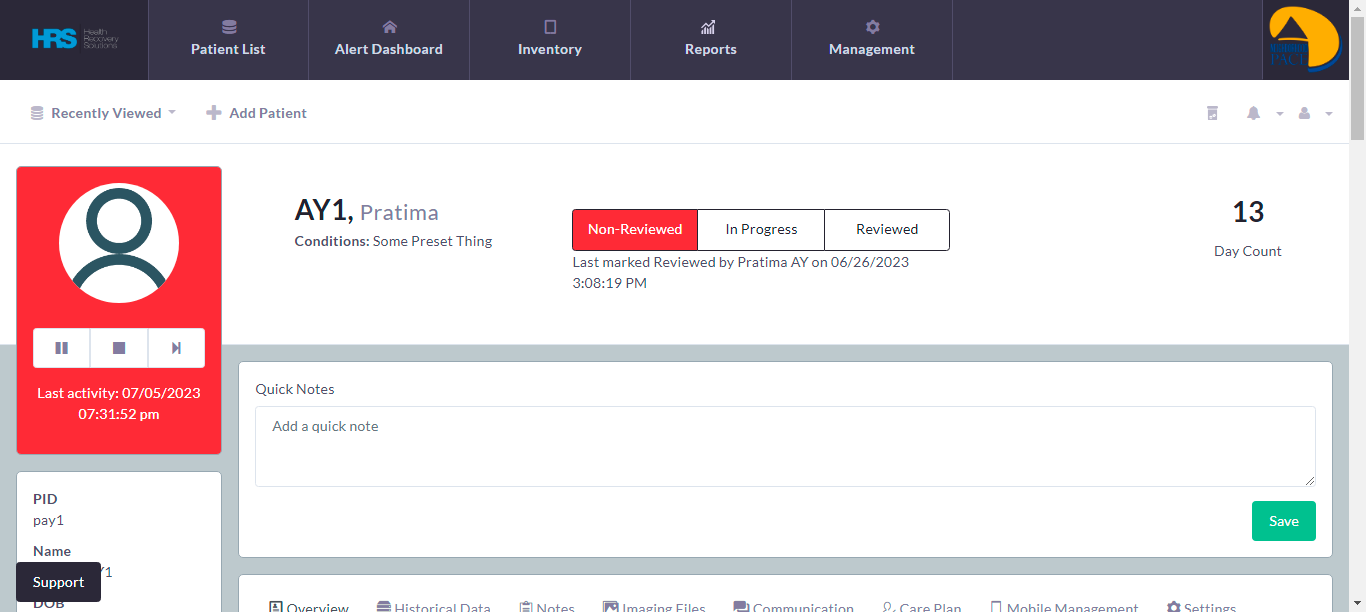 HRS Health
Recovery
Solutions
Patient List
Alert Dashboard
Inventory
Reports
Management
MOBILE
PACT
Recently Viewed
Add Patient
AY1, Pratima
Conditions: Some Preset Thing
Non-Reviewed
In Progress
Reviewed
Last marked Reviewed by Pratima AY on 06/26/2023
3:08:19 PM
13
Day Count
Last activity: 07/05/2023
07:31:52 pm
Quick Notes
Add a quick note
Save
PID
pay1
Name
Y1
Support
DOB
Overview
Historical Data
Notes
Imaging Files
Communication
Care Plan
Mobile Management
Settings